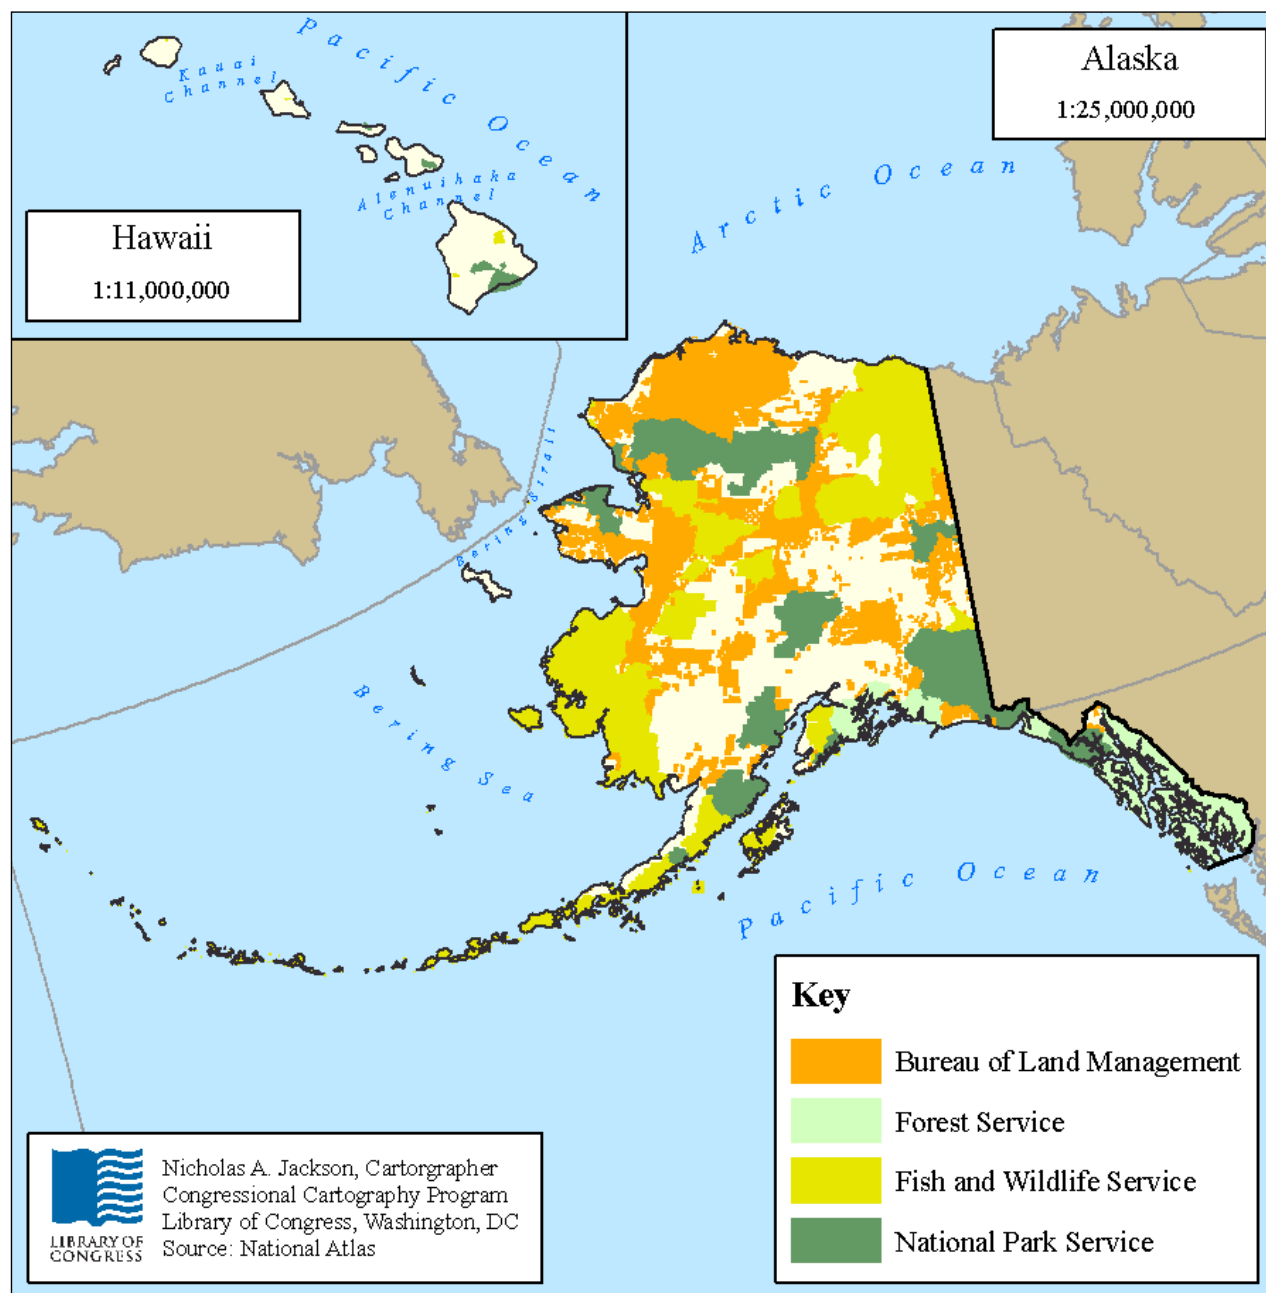 Pacific Ocean
Kauai
Channel
Alenuihaha
Channel
Hawaii
1:11,000,000
Alaska
1:25,000,000
Arctic Ocean
Bering Strait
Bering Sea
Pacific Ocean
Key
Bureau of Land Management
Forest Service
Fish and Wildlife Service
National Park Service
LIBRARY OF
CONGRESS
Nicholas A. Jackson, Cartorgrapher
Congressional Cartography Program
Library of Congress, Washington, DC
Source: National Atlas